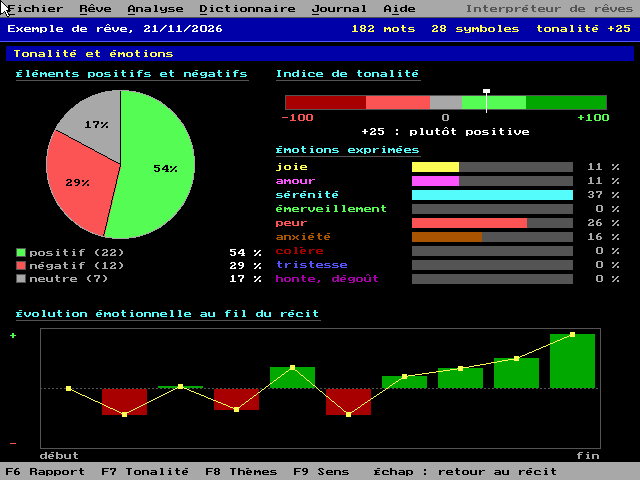 Fichier Rêve Analyse Dictionnaire Journal Aide Interpréteur de rêves
Exemple de rêve, 21/11/2026 182 mots 28 symboles tonalité +25
Tonalité et émotions
Éléments positifs et négatifs
17%
54%
29%
positif (22) 54 %
négatif (12) 29 %
neutre (7) 17 %
Indice de tonalité
-100 0 +100
+25 : plutôt positive
Émotions exprimées
joie 11 %
amour 11 %
sérénité 37 %
émerveillement 0 %
peur 26 %
anxiété 16 %
colère 0 %
tristesse 0 %
honte, dégoût 0 %
Évolution émotionnelle au fil du récit
+
-
début fin
F6 Rapport F7 Tonalité F8 Thèmes F9 Sens Échap : retour au récit